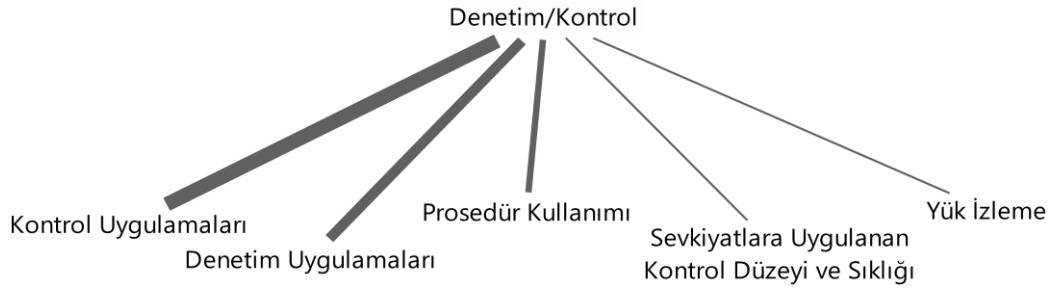 Denetim/Kontrol
Kontrol Uygulamaları
Denetim Uygulamaları
Prosedür Kullanımı
Sevkiyatlara Uygulanan
Kontrol Düzeyi ve Sıklığı
Yük İzleme